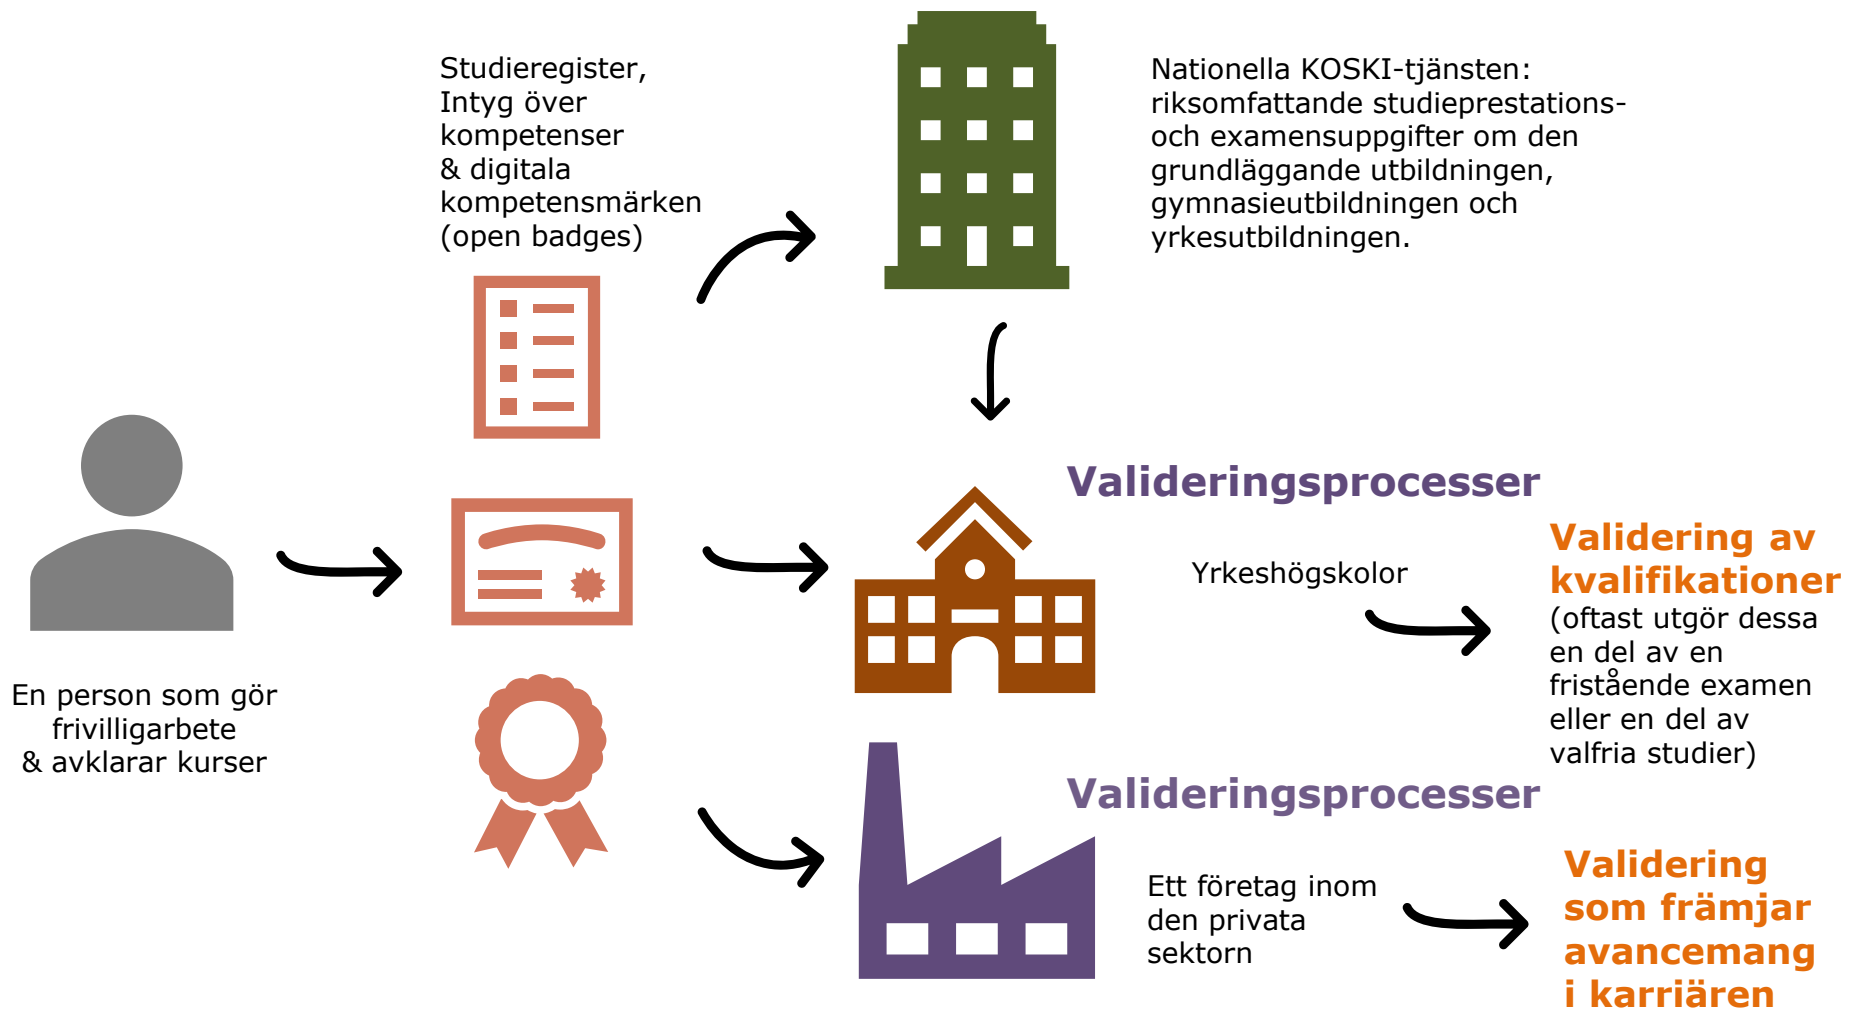 Studieregister,
Intyg över
kompetenser
& digitala
kompetensmärken
(open badges)
Nationella KOSKI-tjänsten:
riksomfattande studieprestations-
och examensuppgifter om den
grundläggande utbildningen,
gymnasieutbildningen och
yrkesutbildningen.
En person som gör
frivilligarbete
& avklarar kurser
Valideringsprocesser
Yrkeshögskolor
Validering av
kvalifikationer
(oftast utgör dessa
en del av en
fristående examen
eller en del av
valfria studier)
Valideringsprocesser
Ett företag inom
den privata
sektorn
Validering
som främjar
avancemang
i karriären